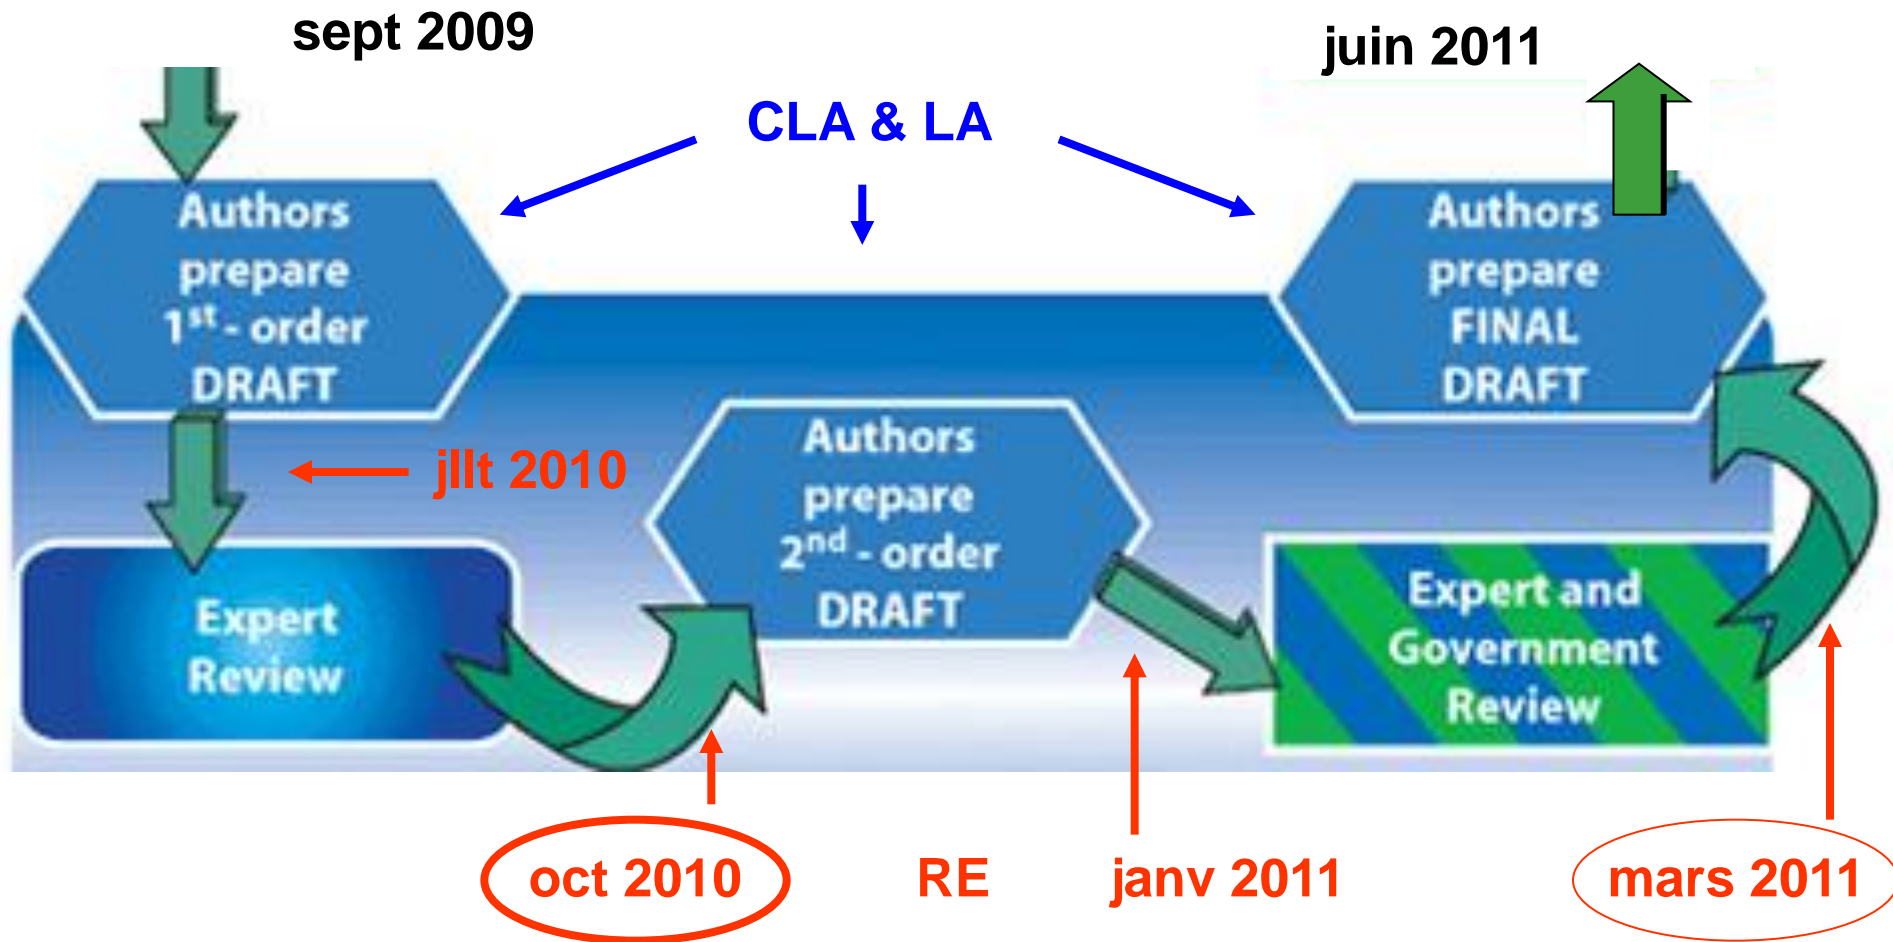 sept 2009
juin 2011
CLA & LA
Authors
prepare
1st - order
DRAFT
Authors
prepare
FINAL
DRAFT
jllt 2010
Authors
prepare
2nd - order
DRAFT
Expert
Review
Expert and
Government
Review
oct 2010
RE
janv 2011
mars 2011